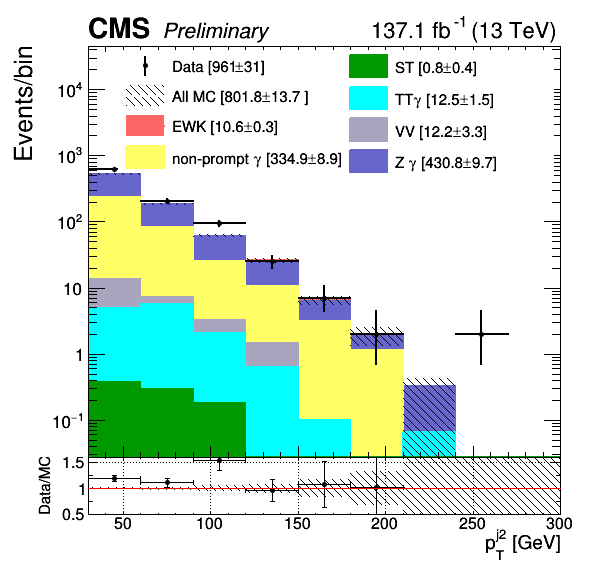 CMS Preliminary 137.1 fb⁻¹ (13 TeV)
Events/bin
Data [961±31]
All MC [801.8±13.7 ]
EWK [10.6±0.3]
non-prompt γ [334.9±8.9]
ST [0.8±0.4]
TTγ [12.5±1.5]
VV [12.2±3.3]
Z γ [430.8±9.7]
10⁴
10³
10²
10
1
10⁻¹
Data/MC
1.5
1
0.5
50 100 150 200 250 300
p_T^{j2} [GeV]